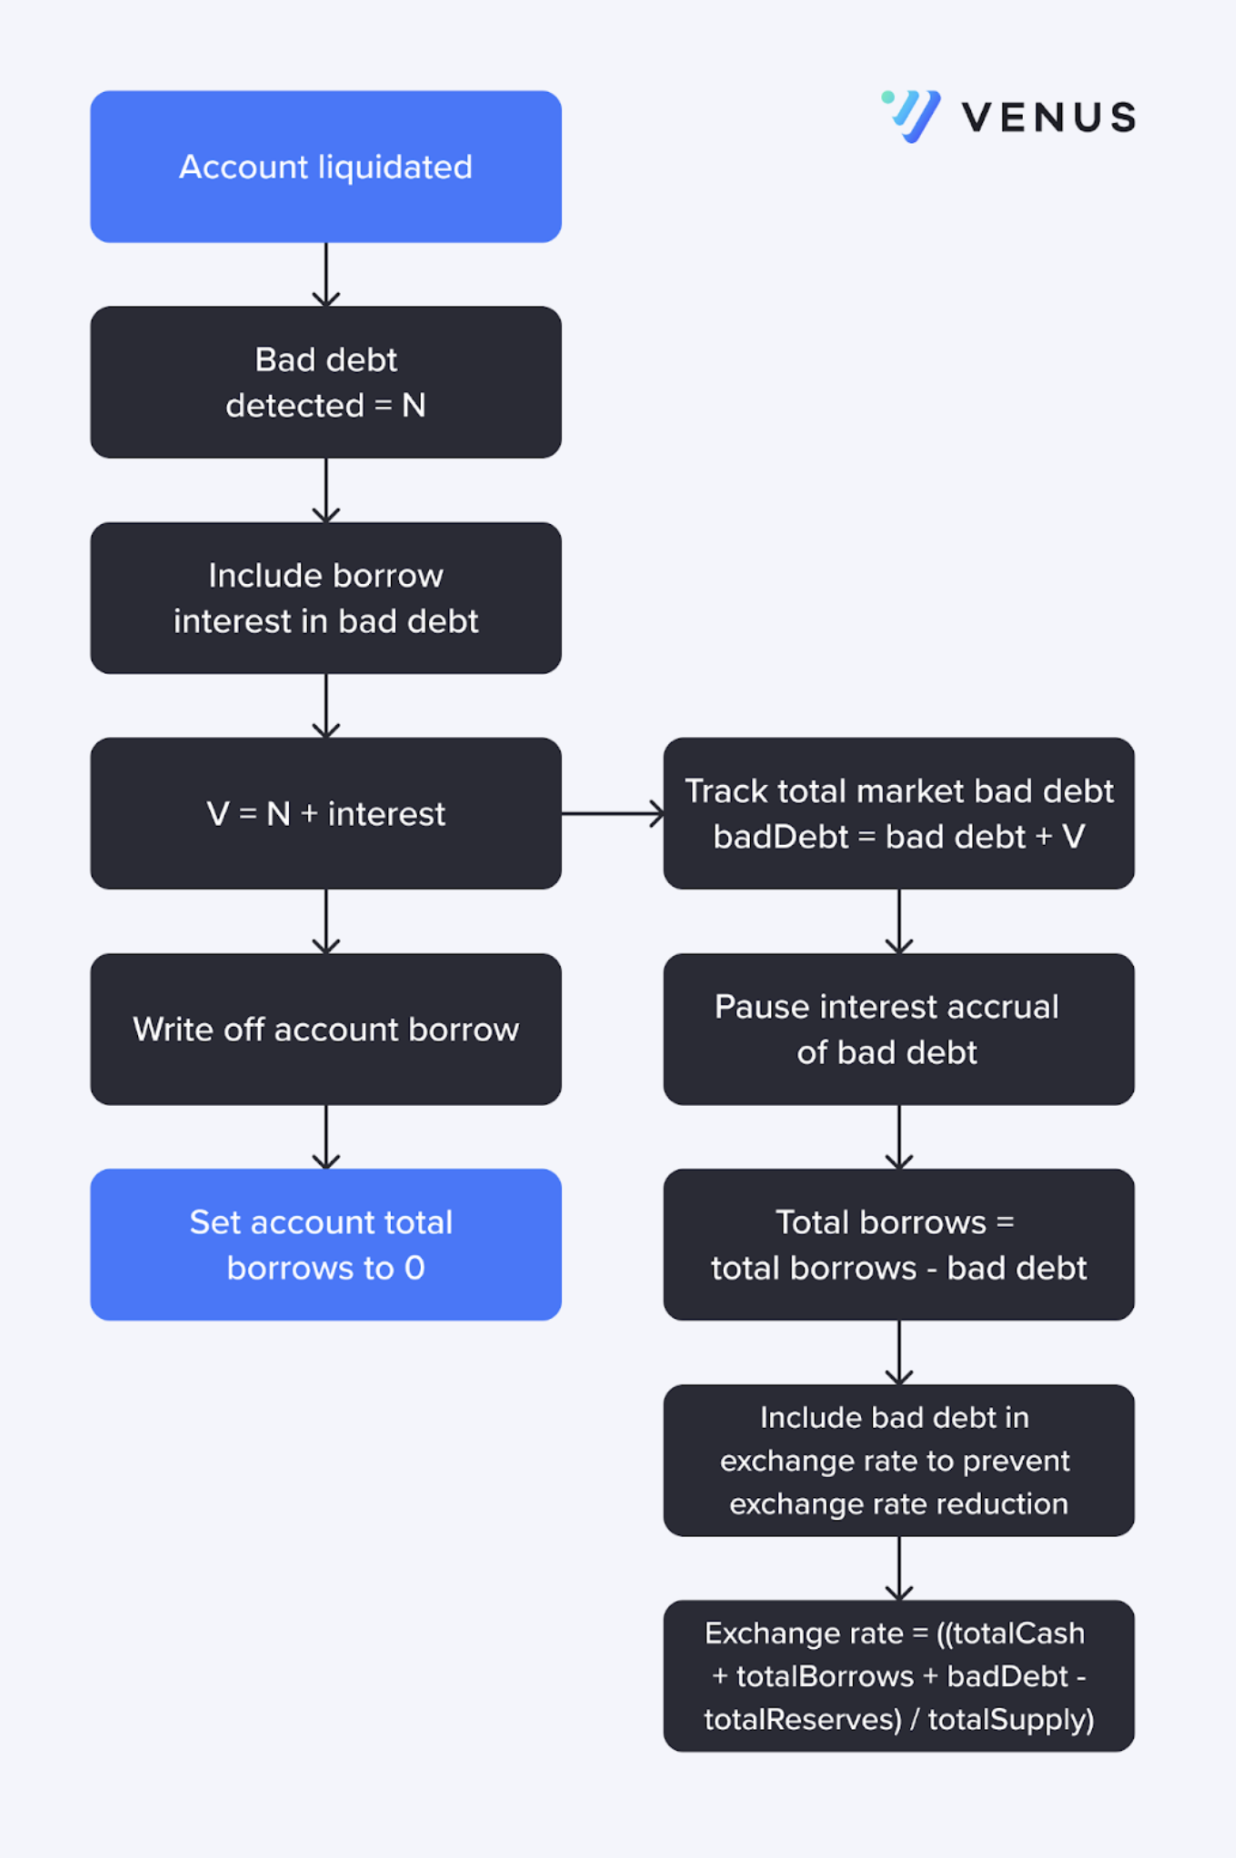 VENUS
Account liquidated
Bad debt
detected = N
Include borrow
interest in bad debt
V = N + interest
Write off account borrow
Set account total
borrows to 0
Track total market bad debt
badDebt = bad debt + V
Pause interest accrual
of bad debt
Total borrows =
total borrows - bad debt
Include bad debt in
exchange rate to prevent
exchange rate reduction
Exchange rate = ((totalCash
+ totalBorrows + badDebt -
totalReserves) / totalSupply)